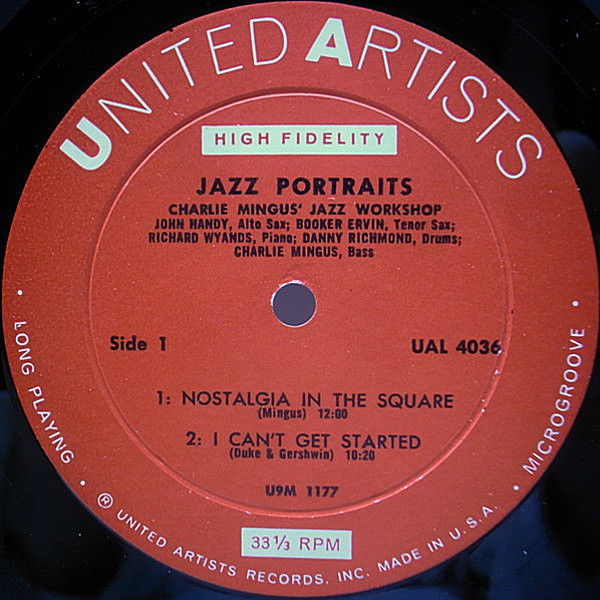 UNITED ARTISTS
HIGH FIDELITY
JAZZ PORTRAITS
CHARLIE MINGUS' JAZZ WORKSHOP
JOHN HANDY, Alto Sax; BOOKER ERVIN, Tenor Sax;
RICHARD WYANDS, Piano; DANNY RICHMOND, Drums;
CHARLIE MINGUS, Bass
Side 1
UAL 4036
1: NOSTALGIA IN THE SQUARE
(Mingus) 12:00
2: I CAN'T GET STARTED
(Duke & Gershwin) 10:20
U9M 1177
33⅓ RPM
• LONG PLAYING • ® UNITED ARTISTS RECORDS, INC. MADE IN U.S.A. • MICROGROOVE •